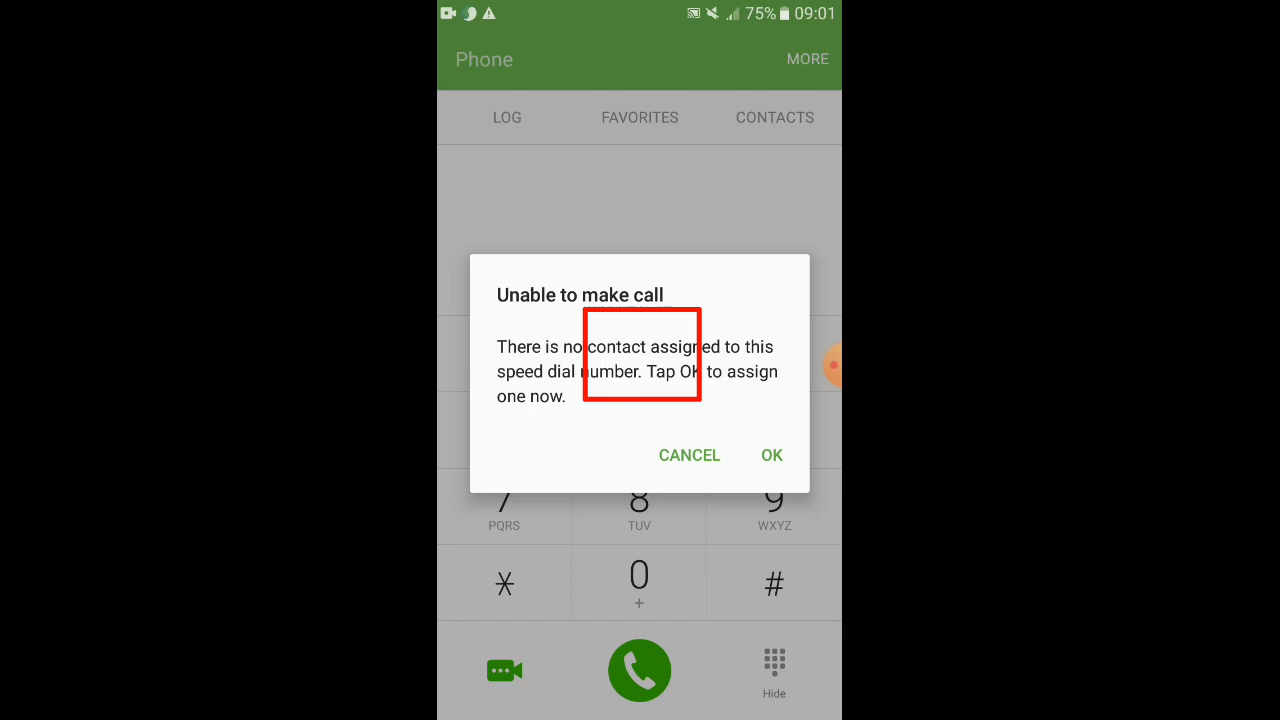 75% 09:01
Phone MORE
LOG FAVORITES CONTACTS
Unable to make call
There is no contact assigned to this
speed dial number. Tap OK to assign
one now.
CANCEL OK
7 8 9
PQRS TUV WXYZ
* 0 #
+
Hide